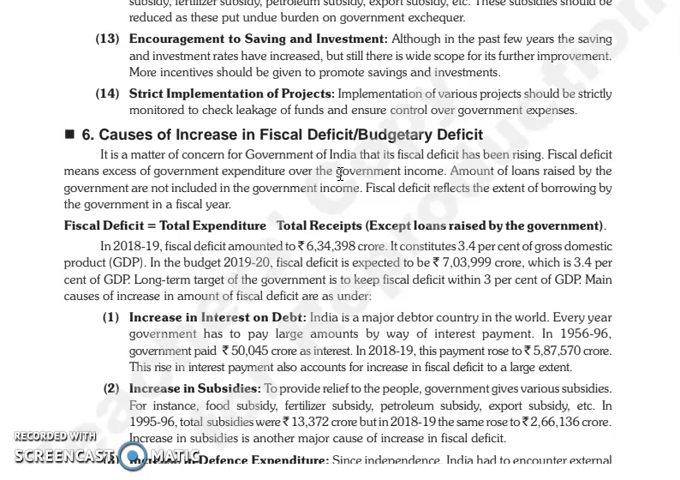 subsidy, fertilizer subsidy, petroleum subsidy, export subsidy, etc. These subsidies should be
reduced as these put undue burden on government exchequer.
(13) Encouragement to Saving and Investment: Although in the past few years the saving
and investment rates have increased, but still there is wide scope for its further improvement.
More incentives should be given to promote savings and investments.
(14) Strict Implementation of Projects: Implementation of various projects should be strictly
monitored to check leakage of funds and ensure control over government expenses.
■ 6. Causes of Increase in Fiscal Deficit/Budgetary Deficit
It is a matter of concern for Government of India that its fiscal deficit has been rising. Fiscal deficit
means excess of government expenditure over the government income. Amount of loans raised by the
government are not included in the government income. Fiscal deficit reflects the extent of borrowing by
the government in a fiscal year.
Fiscal Deficit = Total Expenditure Total Receipts (Except loans raised by the government).
In 2018-19, fiscal deficit amounted to ₹ 6,34,398 crore. It constitutes 3.4 per cent of gross domestic
product (GDP). In the budget 2019-20, fiscal deficit is expected to be ₹ 7,03,999 crore, which is 3.4 per
cent of GDP. Long-term target of the government is to keep fiscal deficit within 3 per cent of GDP. Main
causes of increase in amount of fiscal deficit are as under:
(1) Increase in Interest on Debt: India is a major debtor country in the world. Every year
government has to pay large amounts by way of interest payment. In 1956-96,
government paid ₹ 50,045 crore as interest. In 2018-19, this payment rose to ₹ 5,87,570 crore.
This rise in interest payment also accounts for increase in fiscal deficit to a large extent.
(2) Increase in Subsidies: To provide relief to the people, government gives various subsidies.
For instance, food subsidy, fertilizer subsidy, petroleum subsidy, export subsidy, etc. In
1995-96, total subsidies were ₹ 13,372 crore but in 2018-19 the same rose to ₹ 2,66,136 crore.
Increase in subsidies is another major cause of increase in fiscal deficit.
(3) Increase in Defence Expenditure: Since independence, India had to encounter external
RECORDED WITH
SCREENCAST MATIC